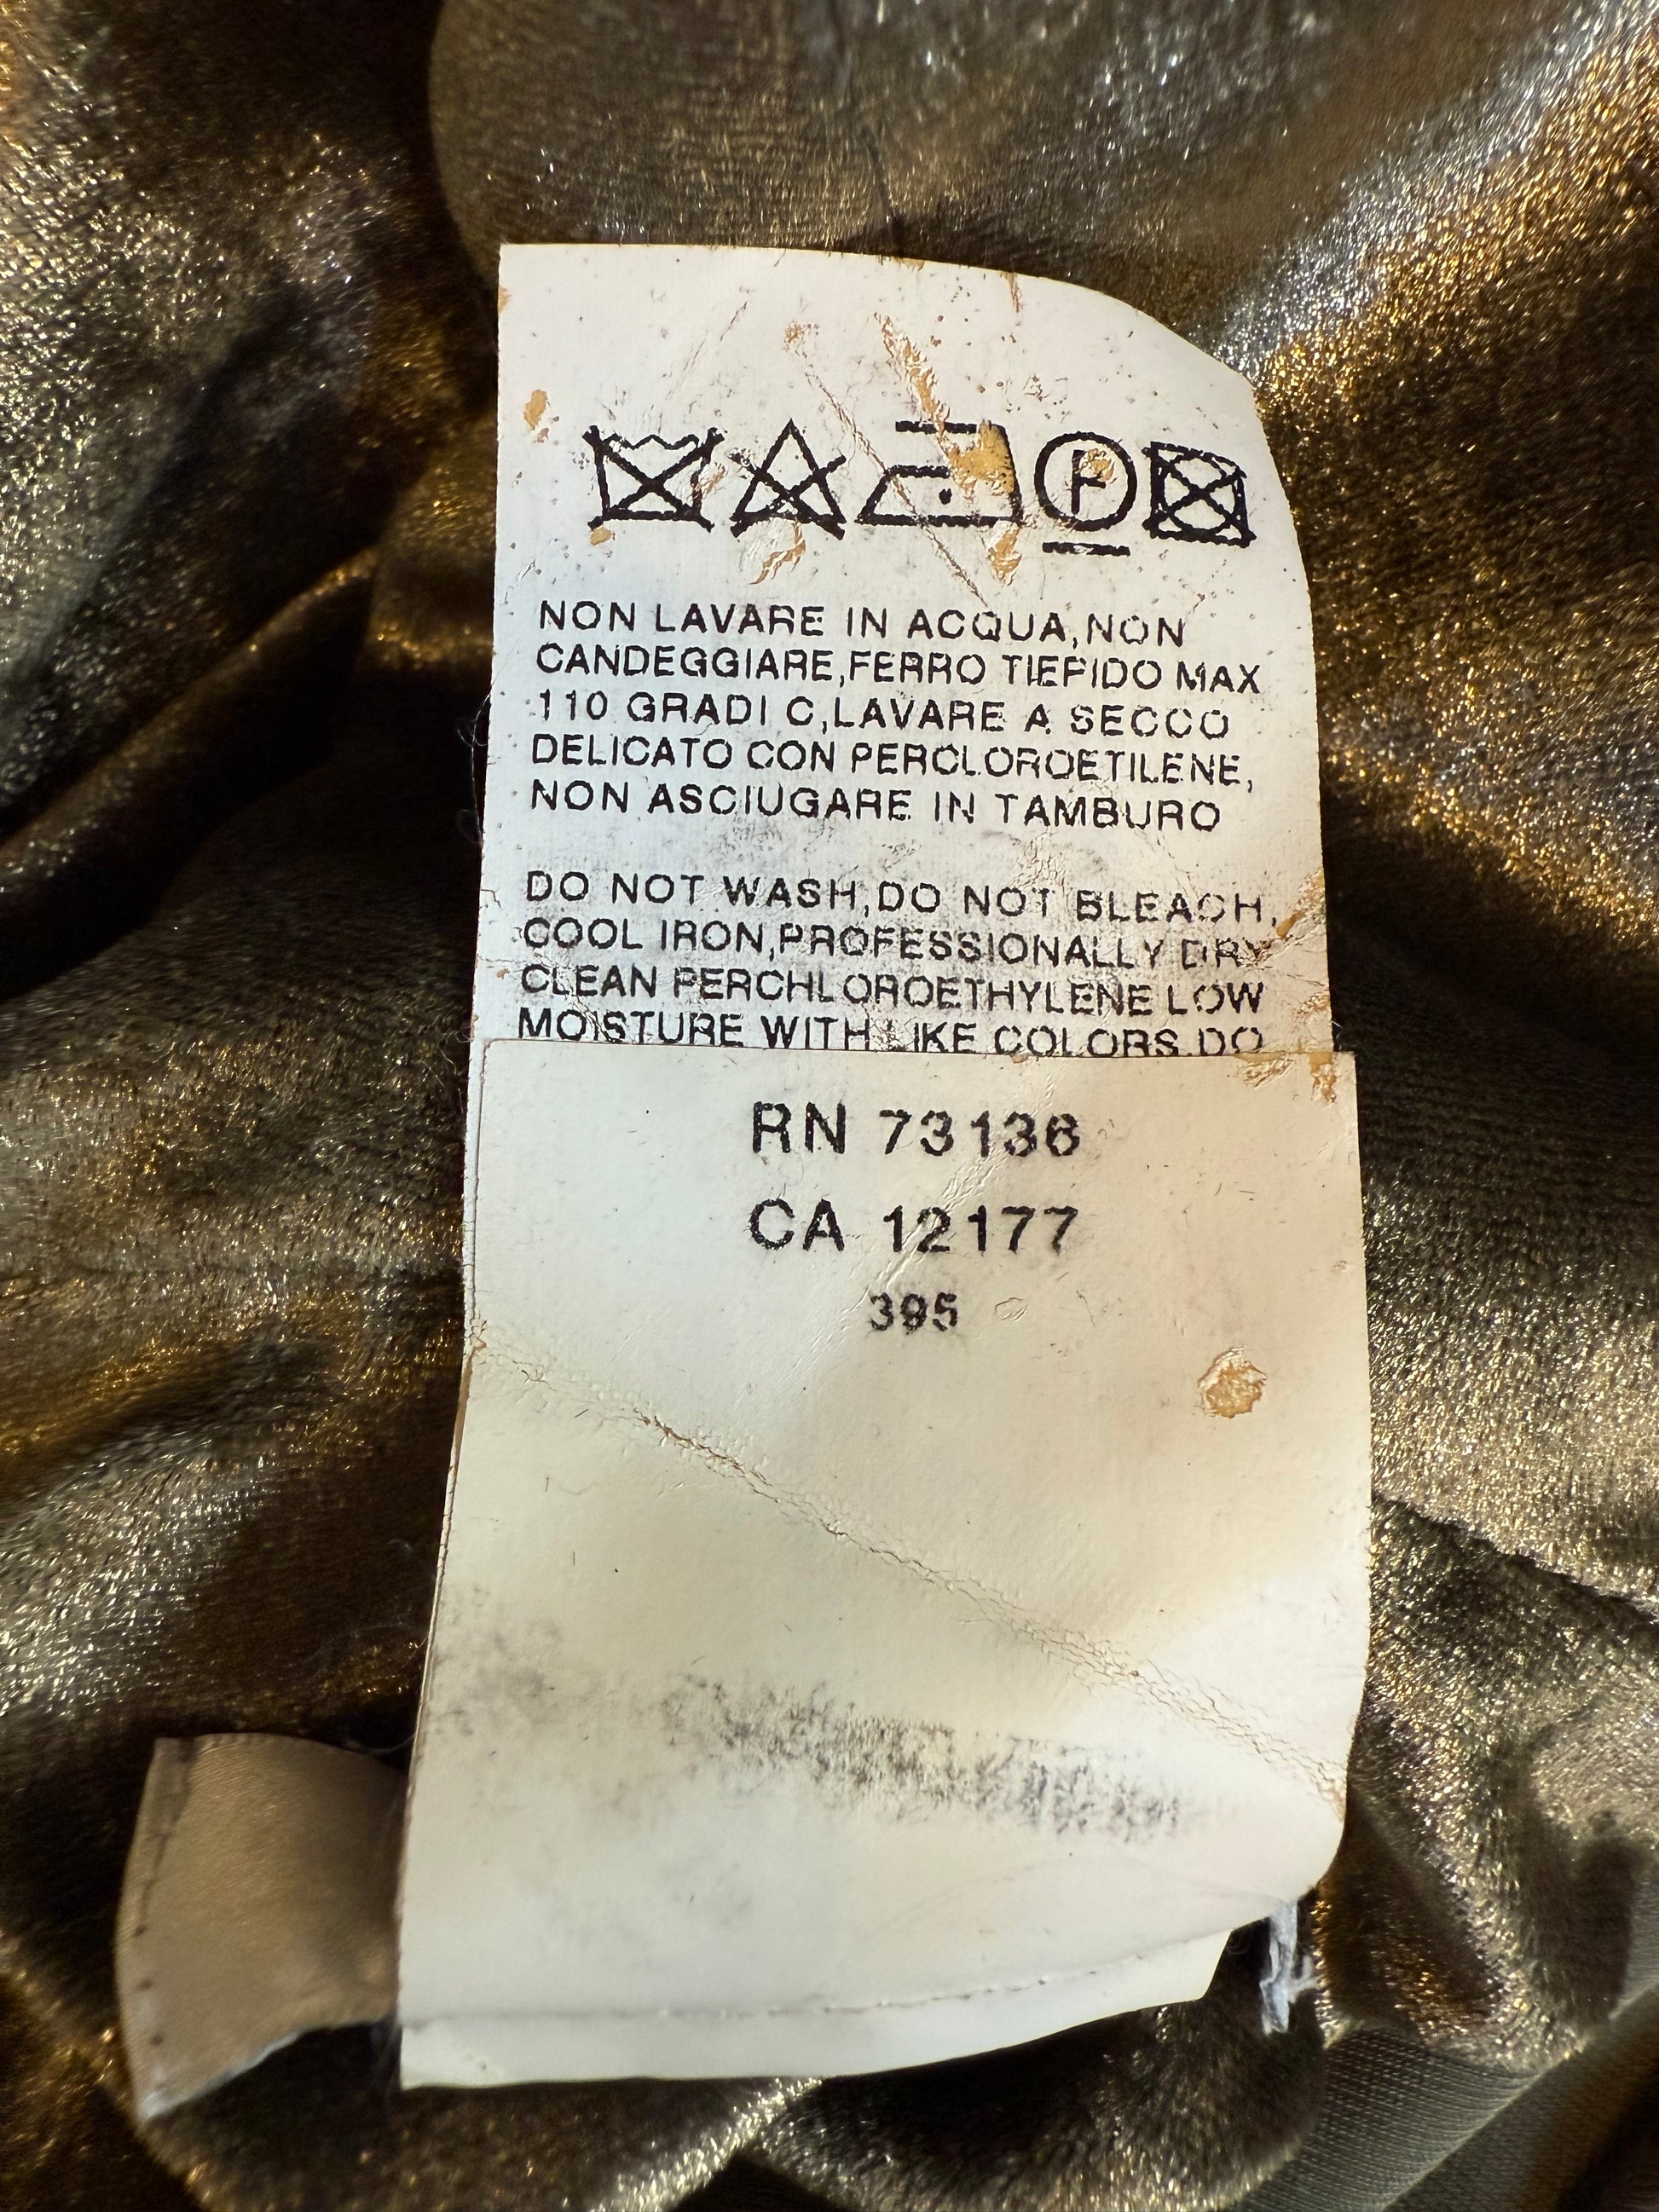 F
NON LAVARE IN ACQUA,NON
CANDEGGIARE,FERRO TIEPIDO MAX
110 GRADI C,LAVARE A SECCO
DELICATO CON PERCLOROETILENE,
NON ASCIUGARE IN TAMBURO
DO NOT WASH,DO NOT BLEACH,
COOL IRON,PROFESSIONALLY DRY
CLEAN PERCHLOROETHYLENE LOW
MOISTURE WITH LIKE COLORS,DO
RN 73136
CA 12177
395